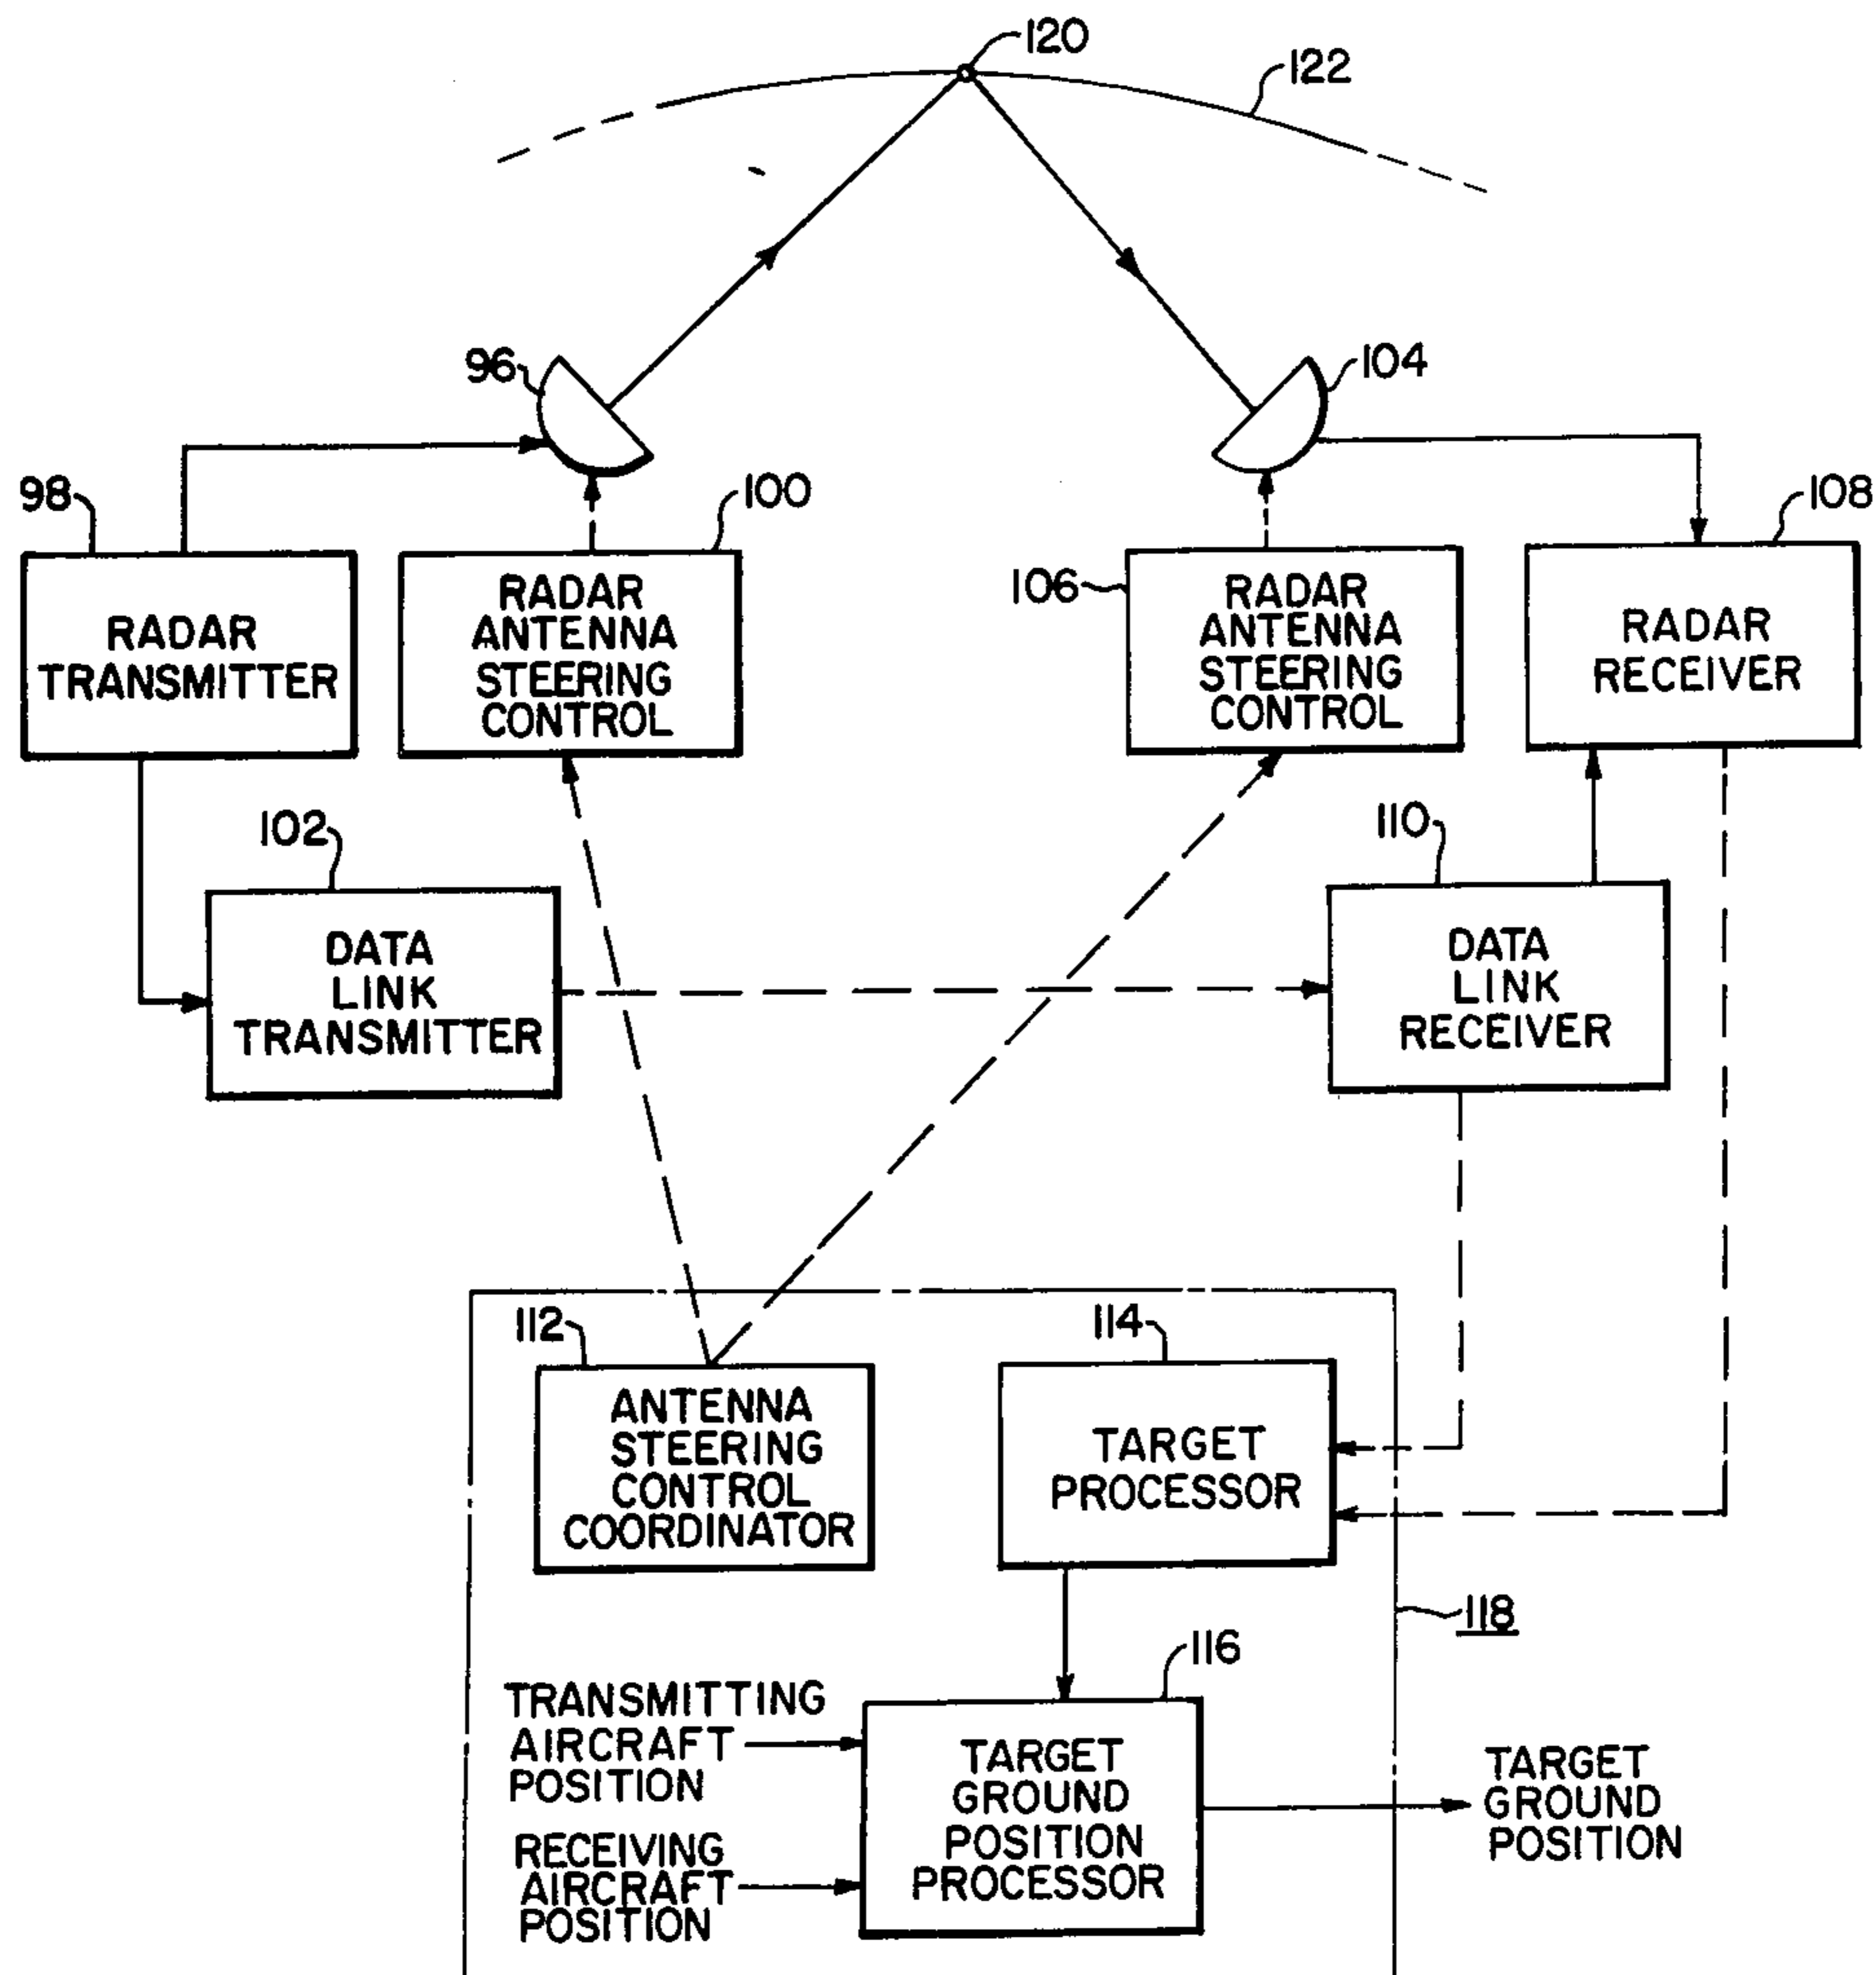 120
122
96
104
98
100
106
108
RADAR
TRANSMITTER
RADAR
ANTENNA
STEERING
CONTROL
RADAR
ANTENNA
STEERING
CONTROL
RADAR
RECEIVER
102
110
DATA
LINK
TRANSMITTER
DATA
LINK
RECEIVER
112
114
ANTENNA
STEERING
CONTROL
COORDINATOR
TARGET
PROCESSOR
118
116
TRANSMITTING
AIRCRAFT
POSITION
RECEIVING
AIRCRAFT
POSITION
TARGET
GROUND
POSITION
PROCESSOR
TARGET
GROUND
POSITION